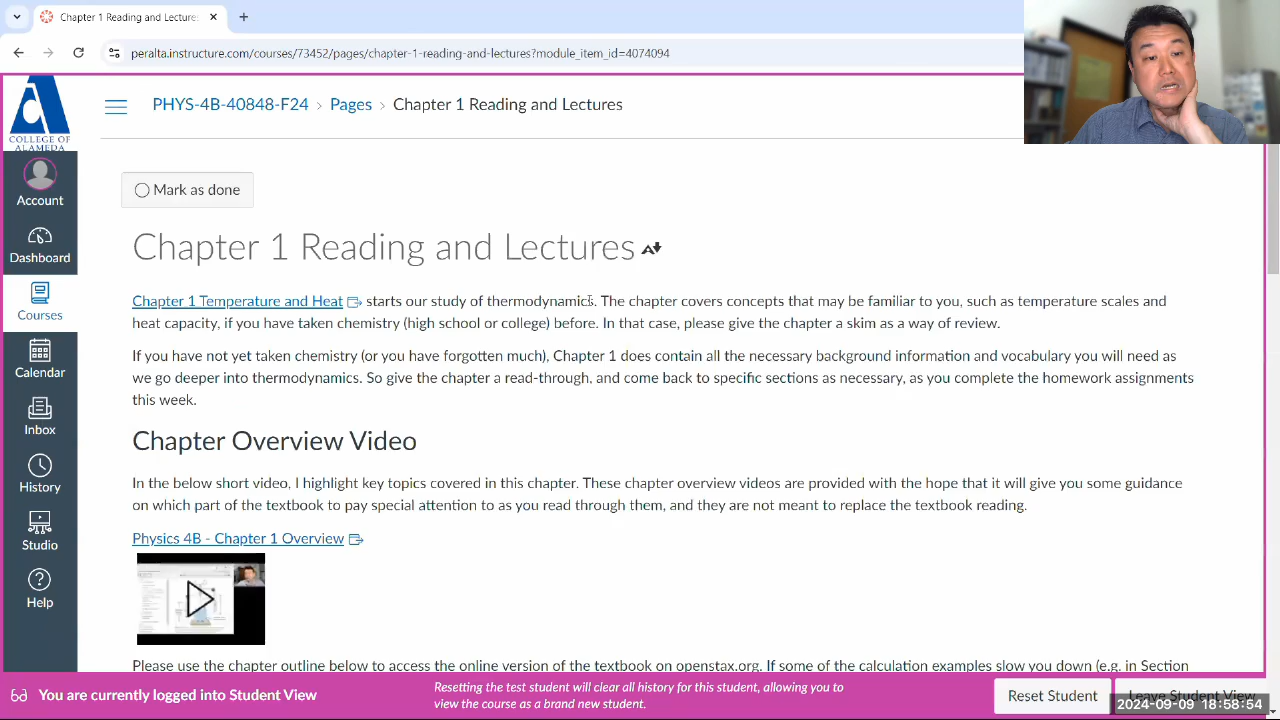 Chapter 1 Reading and Lectures
peralta.instructure.com/courses/73452/pages/chapter-1-reading-and-lectures?module_item_id=4074094
COLLEGE OF
ALAMEDA
PHYS-4B-40848-F24 › Pages › Chapter 1 Reading and Lectures
Account
Dashboard
Courses
Calendar
Inbox
History
Studio
Help
Mark as done
Chapter 1 Reading and Lectures
Chapter 1 Temperature and Heat starts our study of thermodynamics. The chapter covers concepts that may be familiar to you, such as temperature scales and
heat capacity, if you have taken chemistry (high school or college) before. In that case, please give the chapter a skim as a way of review.
If you have not yet taken chemistry (or you have forgotten much), Chapter 1 does contain all the necessary background information and vocabulary you will need as
we go deeper into thermodynamics. So give the chapter a read-through, and come back to specific sections as necessary, as you complete the homework assignments
this week.
Chapter Overview Video
In the below short video, I highlight key topics covered in this chapter. These chapter overview videos are provided with the hope that it will give you some guidance
on which part of the textbook to pay special attention to as you read through them, and they are not meant to replace the textbook reading.
Physics 4B - Chapter 1 Overview
Please use the chapter outline below to access the online version of the textbook on openstax.org. If some of the calculation examples slow you down (e.g. in Section
You are currently logged into Student View
Resetting the test student will clear all history for this student, allowing you to
view the course as a brand new student.
Reset Student
Leave Student View
2024-09-09 18:58:54